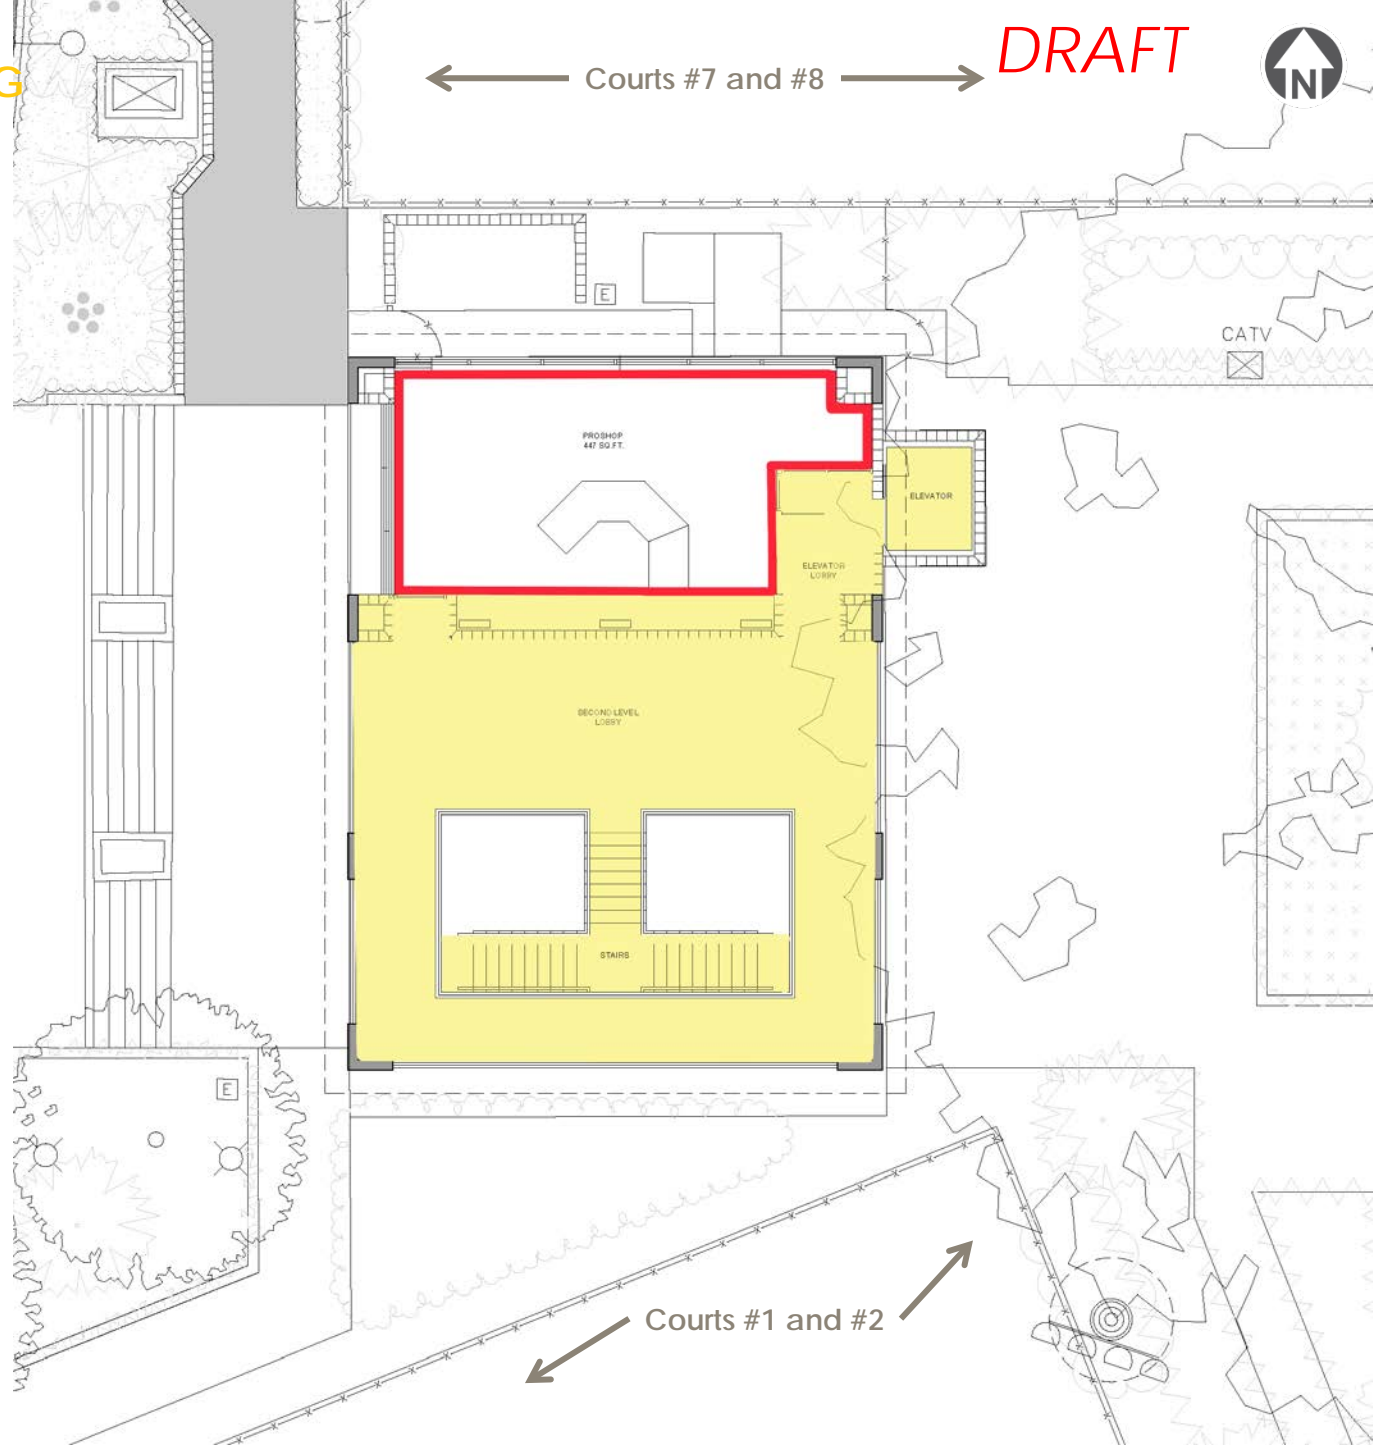 DRAFT
Courts #7 and #8
N
G
E
CATV
PROSHOP
447 SQ.FT.
ELEVATOR
ELEVATOR
LOBBY
SECOND LEVEL
LOBBY
STAIRS
E
Courts #1 and #2